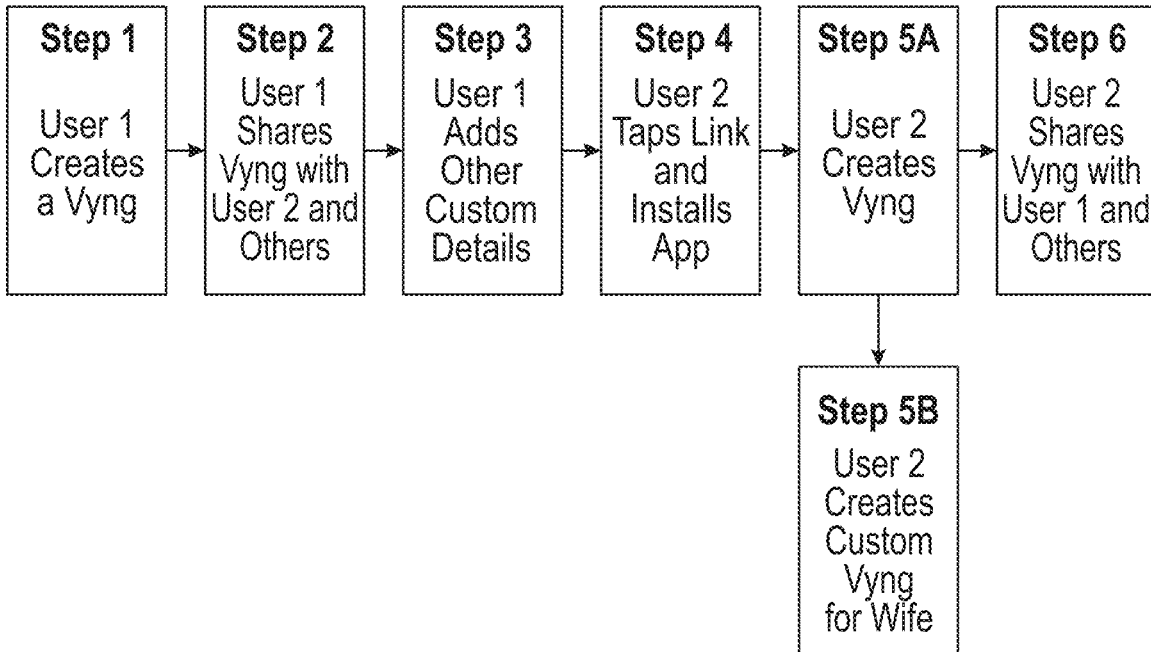 Step 1
User 1
Creates
a Vyng
Step 2
User 1
Shares
Vyng with
User 2 and
Others
Step 3
User 1
Adds
Other
Custom
Details
Step 4
User 2
Taps Link
and
Installs
App
Step 5A
User 2
Creates
Vyng
Step 6
User 2
Shares
Vyng with
User 1 and
Others
Step 5B
User 2
Creates
Custom
Vyng
for Wife